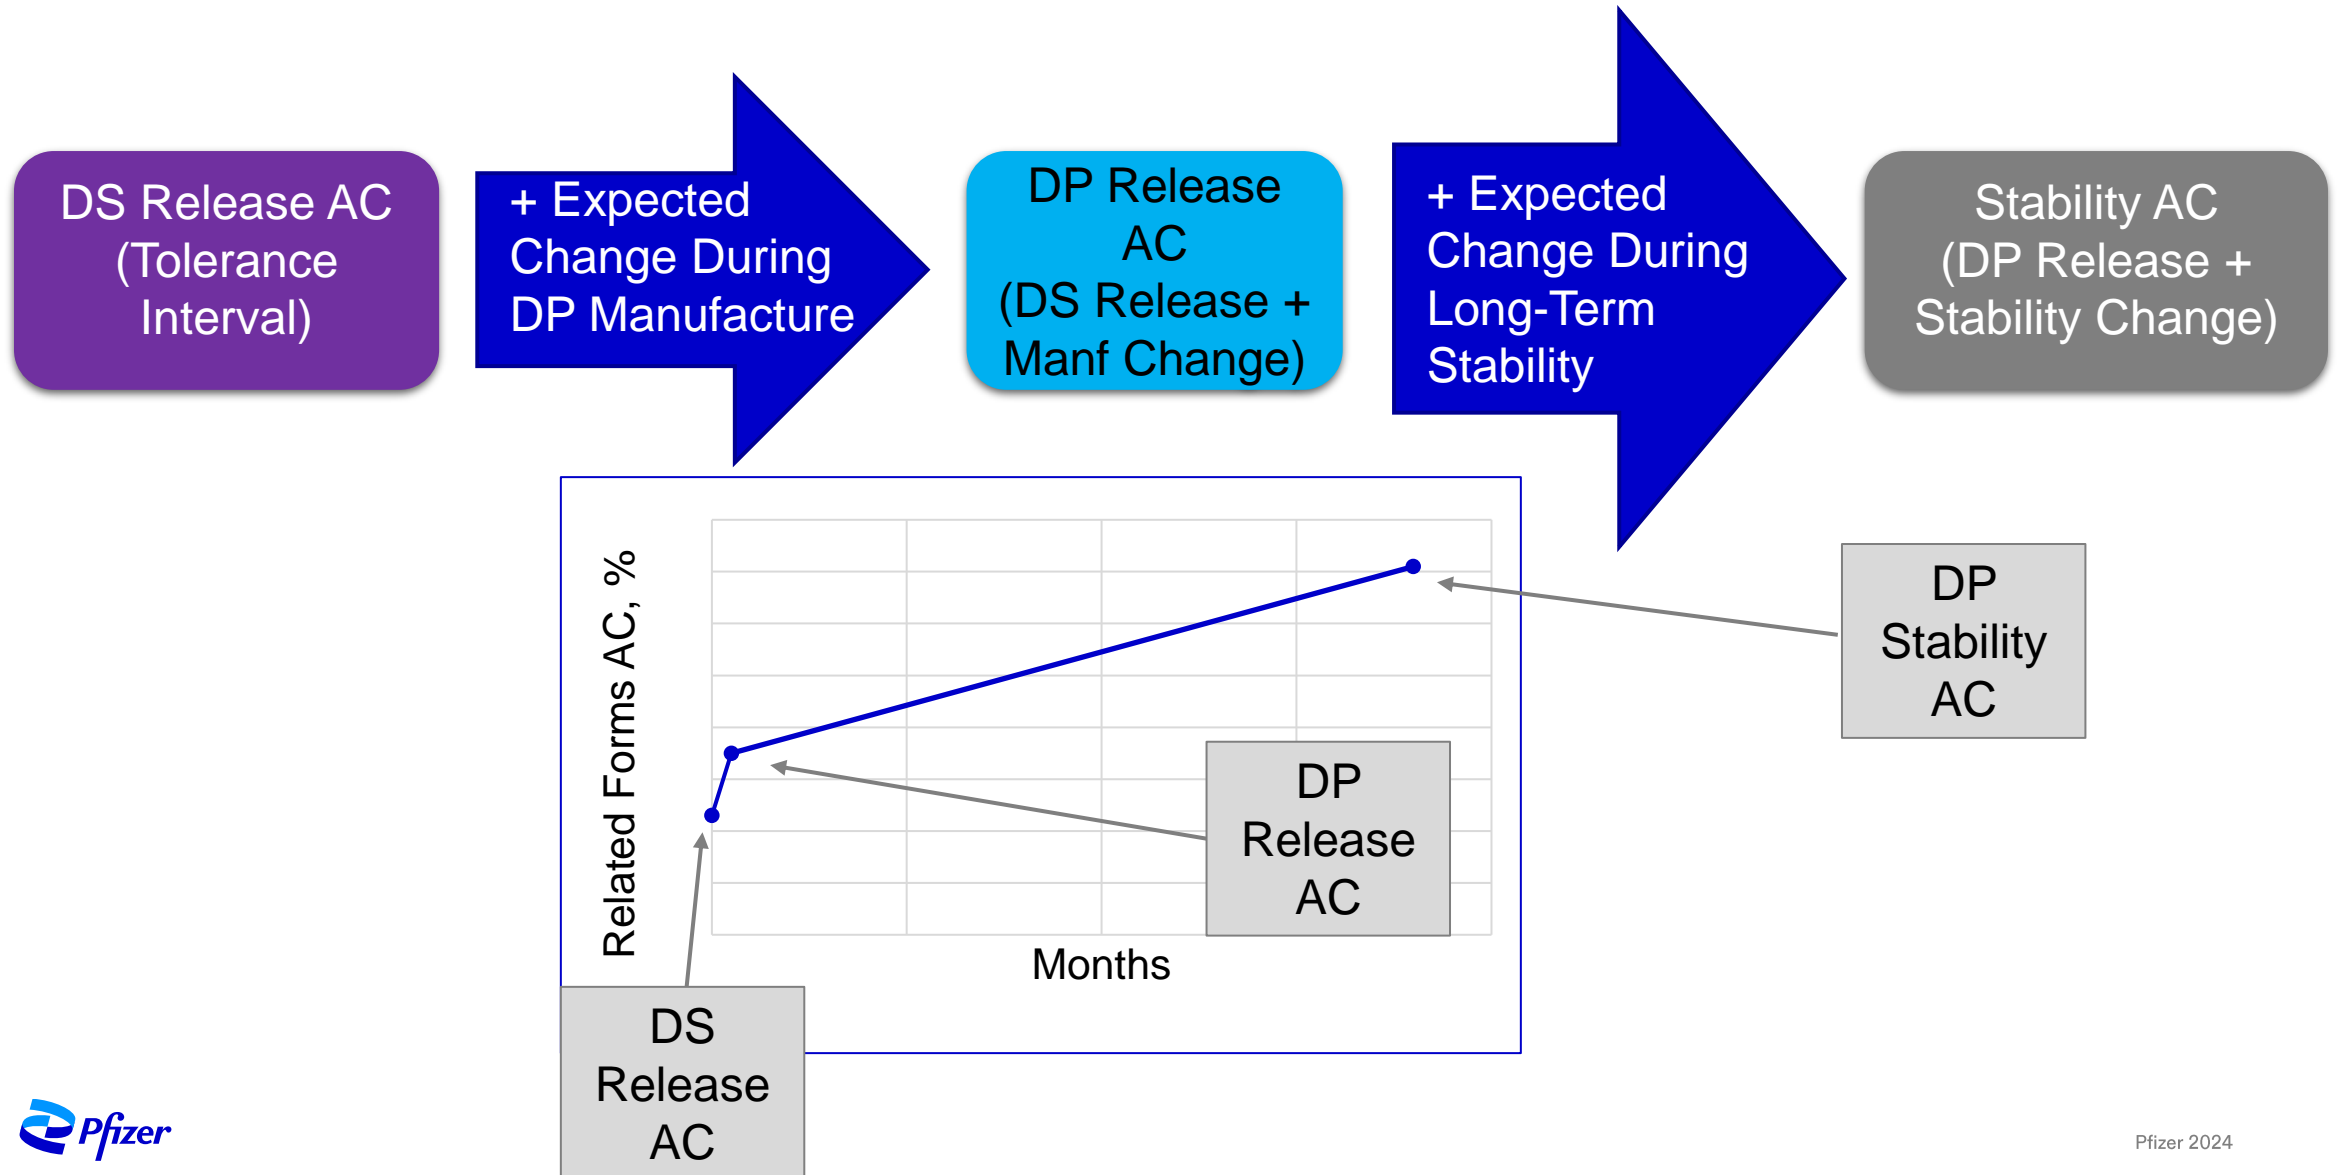 DS Release AC
(Tolerance
Interval)
+ Expected
Change During
DP Manufacture
DP Release
AC
(DS Release +
Manf Change)
+ Expected
Change During
Long-Term
Stability
Stability AC
(DP Release +
Stability Change)
Related Forms AC, %
Months
DP
Stability
AC
DP
Release
AC
DS
Release
AC
Pfizer
Pfizer 2024